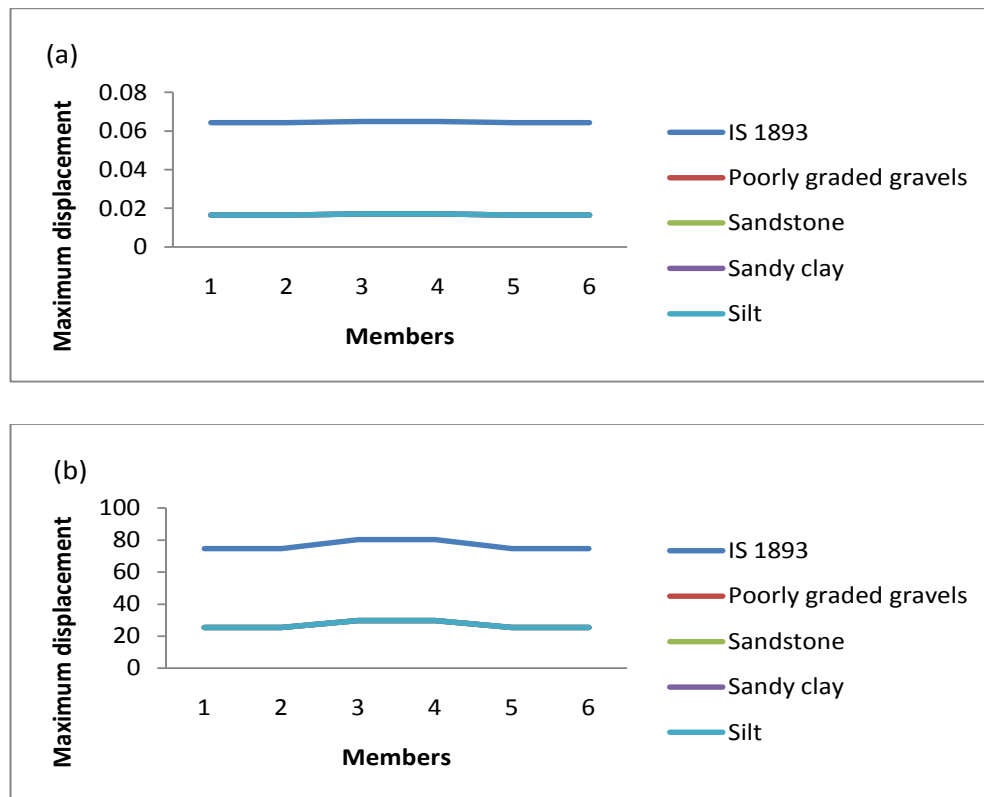 (a)
Maximum displacement
0.08
0.06
0.04
0.02
0
1 2 3 4 5 6
Members
IS 1893
Poorly graded gravels
Sandstone
Sandy clay
Silt
(b)
Maximum displacement
100
80
60
40
20
0
1 2 3 4 5 6
Members
IS 1893
Poorly graded gravels
Sandstone
Sandy clay
Silt